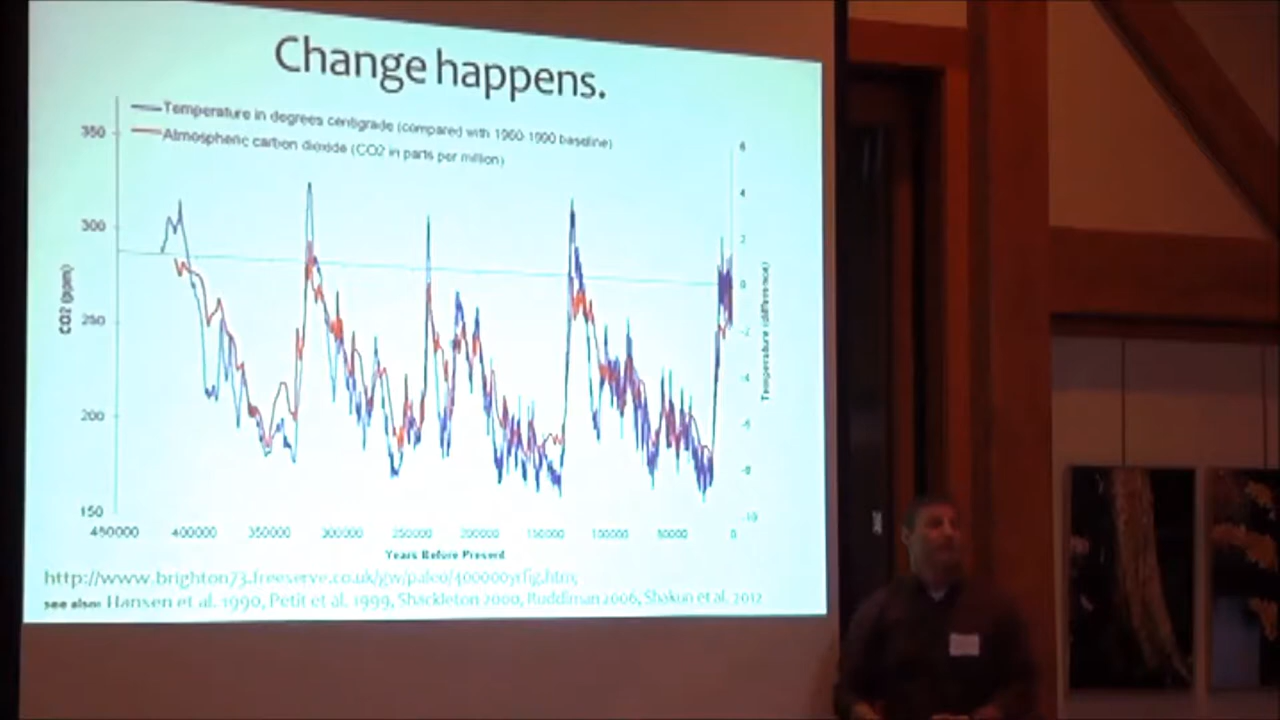 Change happens.
Temperature in degrees centigrade (compared with 1960-1990 baseline)
Atmospheric carbon dioxide (CO2 in parts per million)
350
300
250
200
150
CO2 (ppm)
6
4
2
0
-2
-4
-6
-8
-10
Temperature (difference)
450000 400000 350000 300000 250000 200000 150000 100000 50000 0
Years Before Present
http://www.brighton73.freeserve.co.uk/gw/paleo/400000yrfig.htm;
see also: Hansen et al. 1990, Petit et al. 1999, Shackleton 2000, Ruddiman 2006, Shakun et al. 2012